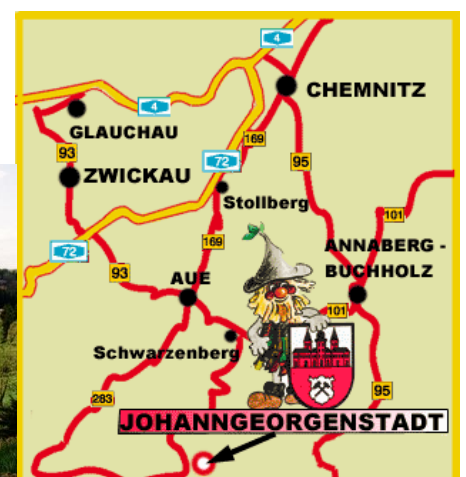 4
CHEMNITZ
4
GLAUCHAU
93
169
72
ZWICKAU
95
Stollberg
101
72
169
ANNABERG -
BUCHHOLZ
93
AUE
101
Schwarzenberg
283
95
JOHANNGEORGENSTADT